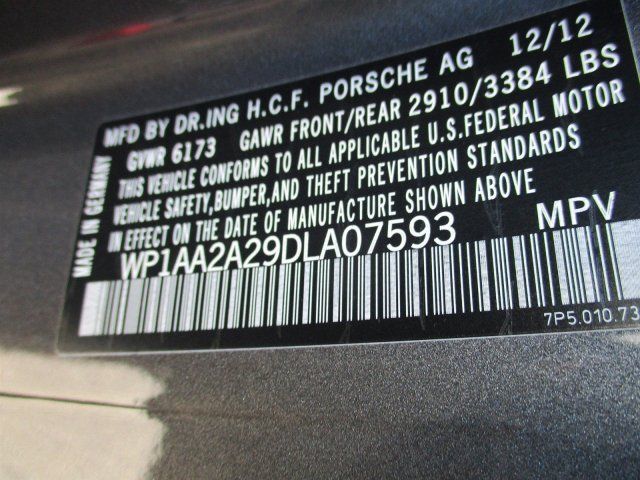 MFD BY DR.ING H.C.F. PORSCHE AG 12/12
GVWR 6173 GAWR FRONT/REAR 2910/3384 LBS
THIS VEHICLE CONFORMS TO ALL APPLICABLE U.S.FEDERAL MOTOR
VEHICLE SAFETY,BUMPER,AND THEFT PREVENTION STANDARDS
IN EFFECT ON THE DATE OF MANUFACTURE SHOWN ABOVE
WP1AA2A29DLA07593 MPV
MADE IN GERMANY
7P5.010.73